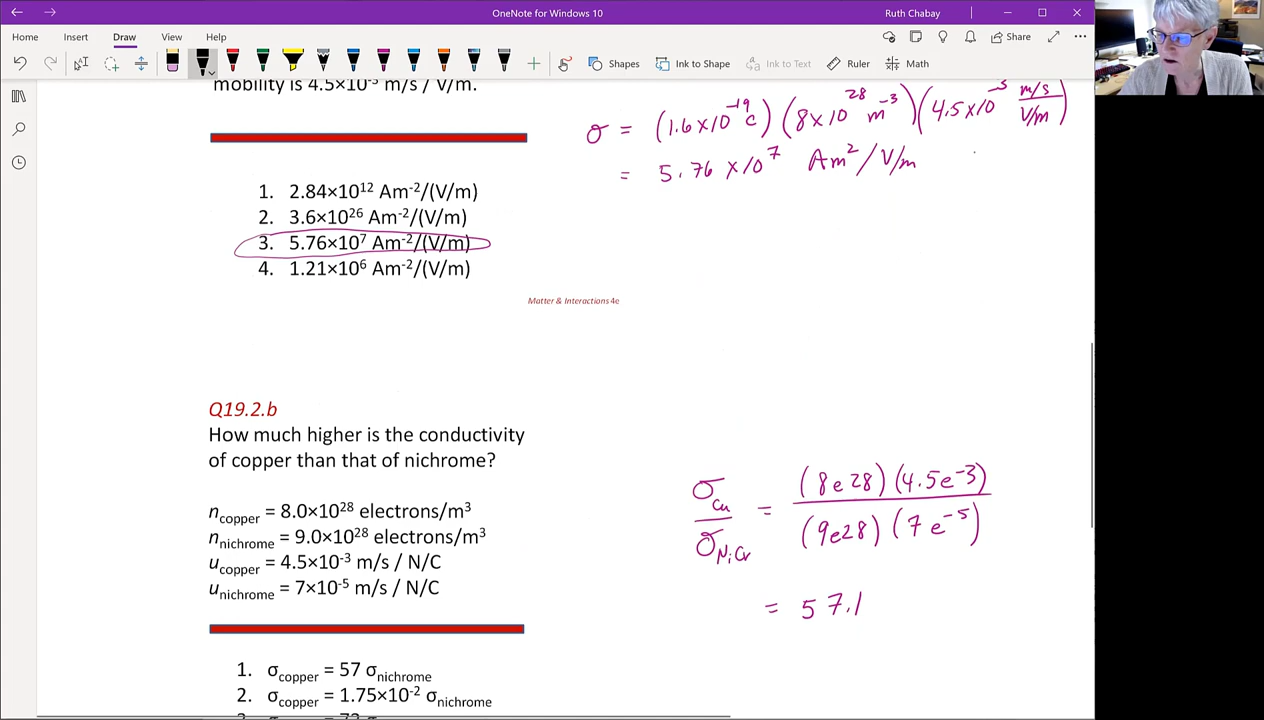 OneNote for Windows 10
Ruth Chabay
Home Insert Draw View Help
Share
Shapes Ink to Shape Ink to Text Ruler Math
mobility is 4.5×10⁻³ m/s / V/m.
σ = (1.6×10⁻¹⁹ C) (8×10²⁸ m⁻³) (4.5×10⁻³ m/s / V/m)
= 5.76 ×10⁷ Am² / V/m
1. 2.84×10¹² Am⁻²/(V/m)
2. 3.6×10²⁶ Am⁻²/(V/m)
3. 5.76×10⁷ Am⁻²/(V/m)
4. 1.21×10⁶ Am⁻²/(V/m)
Matter & Interactions 4e
Q19.2.b
How much higher is the conductivity
of copper than that of nichrome?
n copper = 8.0×10²⁸ electrons/m³
n nichrome = 9.0×10²⁸ electrons/m³
u copper = 4.5×10⁻³ m/s / N/C
u nichrome = 7×10⁻⁵ m/s / N/C
σCu / σNiCr = (8e28)(4.5e-3) / (9e28)(7e-5)
= 57.1
1. σcopper = 57 σnichrome
2. σcopper = 1.75×10⁻² σnichrome